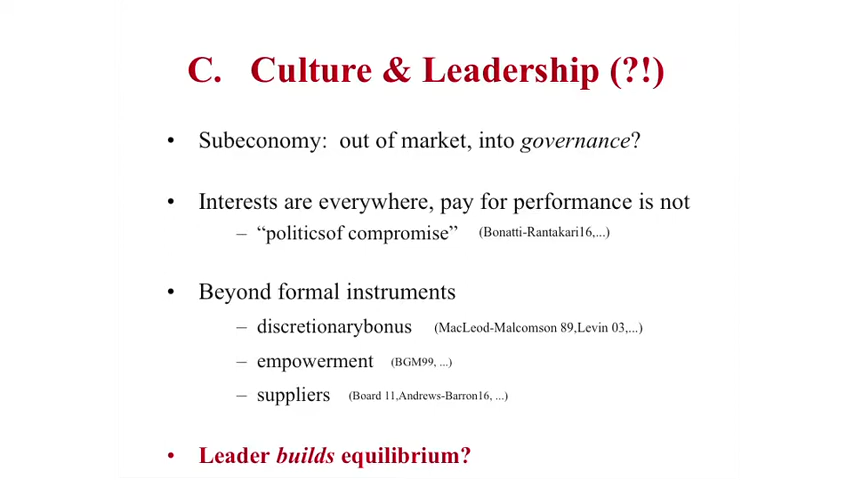 C. Culture & Leadership (?!)
• Subeconomy: out of market, into governance?
• Interests are everywhere, pay for performance is not
– “politicsof compromise” (Bonatti-Rantakari16,...)
• Beyond formal instruments
– discretionarybonus (MacLeod-Malcomson 89,Levin 03,...)
– empowerment (BGM99, ...)
– suppliers (Board 11,Andrews-Barron16, ...)
• Leader builds equilibrium?